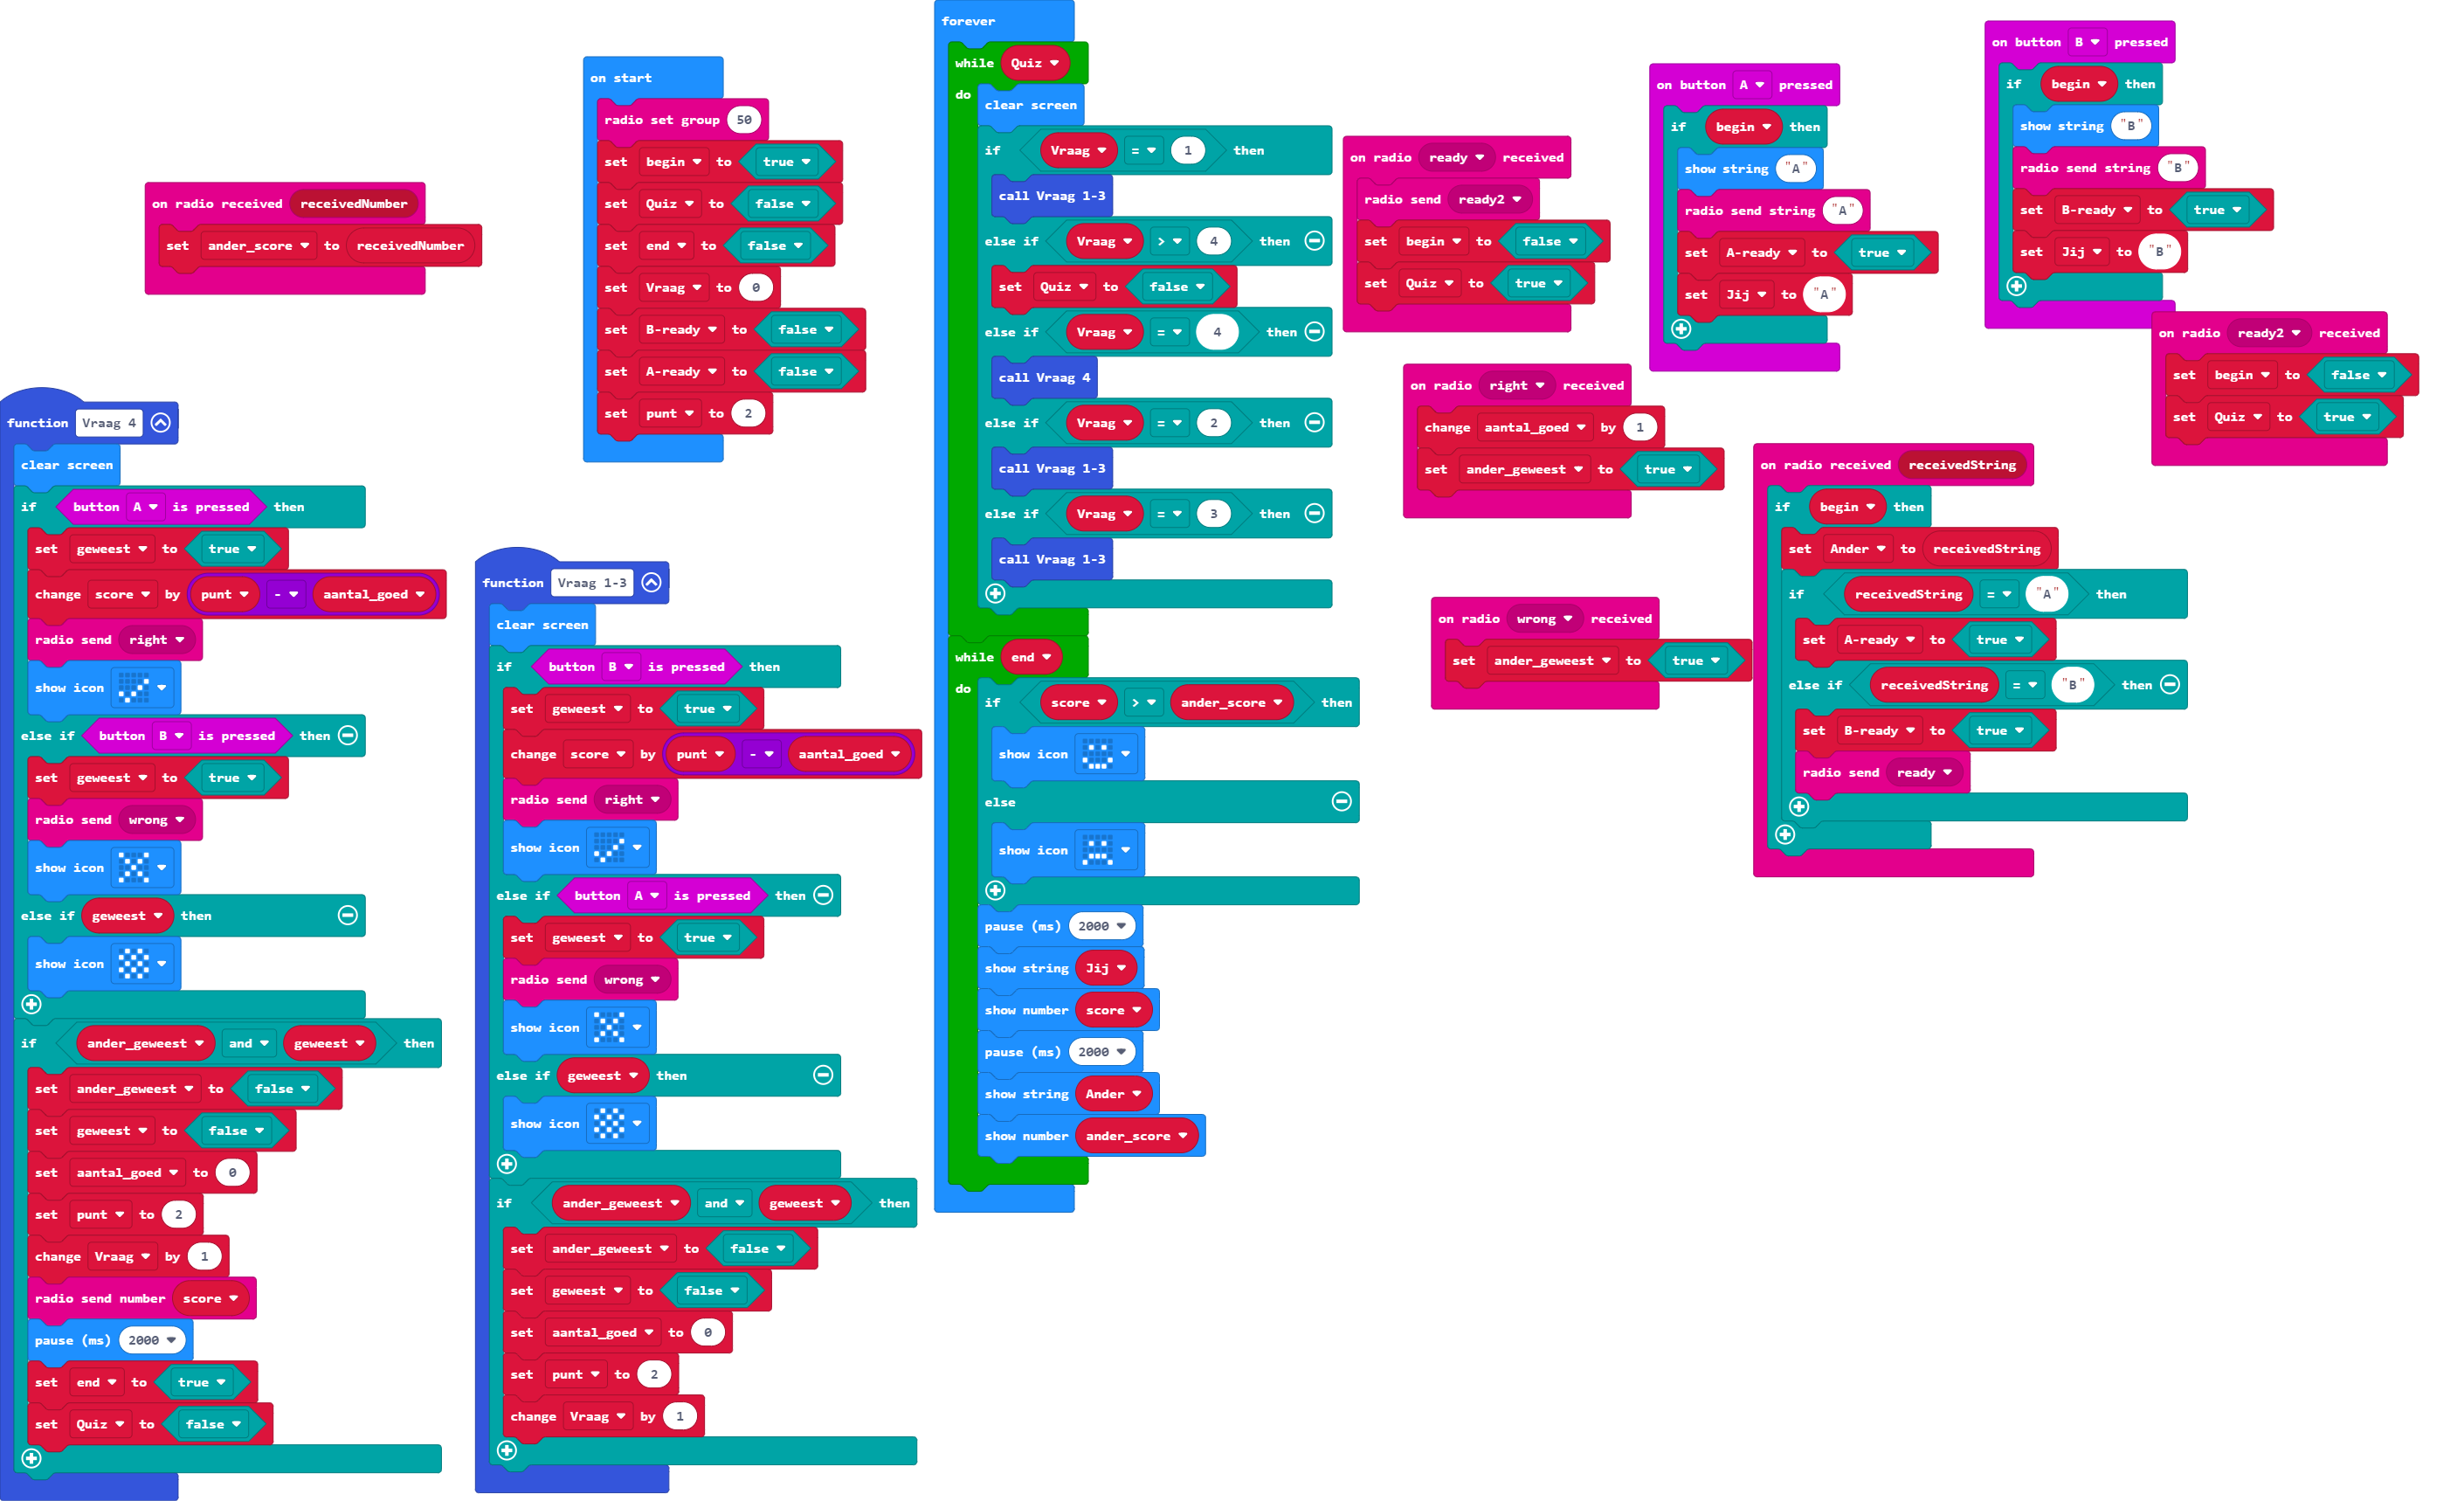 on radio received receivedNumber
set ander_score to receivedNumber
on start
radio set group 50
set begin to true
set Quiz to false
set end to false
set Vraag to 0
set B-ready to false
set A-ready to false
set punt to 2
function Vraag 4
clear screen
if button A is pressed then
set geweest to true
change score by punt - aantal_goed
radio send right
show icon
else if button B is pressed then
set geweest to true
radio send wrong
show icon
else if geweest then
show icon
if ander_geweest and geweest then
set ander_geweest to false
set geweest to false
set aantal_goed to 0
set punt to 2
change Vraag by 1
radio send number score
pause (ms) 2000
set end to true
set Quiz to false
function Vraag 1-3
clear screen
if button B is pressed then
set geweest to true
change score by punt - aantal_goed
radio send right
show icon
else if button A is pressed then
set geweest to true
radio send wrong
show icon
else if geweest then
show icon
if ander_geweest and geweest then
set ander_geweest to false
set geweest to false
set aantal_goed to 0
set punt to 2
change Vraag by 1
forever
while Quiz
do
clear screen
if Vraag = 1 then
call Vraag 1-3
else if Vraag > 4 then
set Quiz to false
else if Vraag = 4 then
call Vraag 4
else if Vraag = 2 then
call Vraag 1-3
else if Vraag = 3 then
call Vraag 1-3
while end
do
if score > ander_score then
show icon
else
show icon
pause (ms) 2000
show string Jij
show number score
pause (ms) 2000
show string Ander
show number ander_score
on radio ready received
radio send ready2
set begin to false
set Quiz to true
on radio right received
change aantal_goed by 1
set ander_geweest to true
on radio wrong received
set ander_geweest to true
on button A pressed
if begin then
show string "A"
radio send string "A"
set A-ready to true
set Jij to "A"
on button B pressed
if begin then
show string "B"
radio send string "B"
set B-ready to true
set Jij to "B"
on radio ready2 received
set begin to false
set Quiz to true
on radio received receivedString
if begin then
set Ander to receivedString
if receivedString = "A" then
set A-ready to true
else if receivedString = "B" then
set B-ready to true
radio send ready